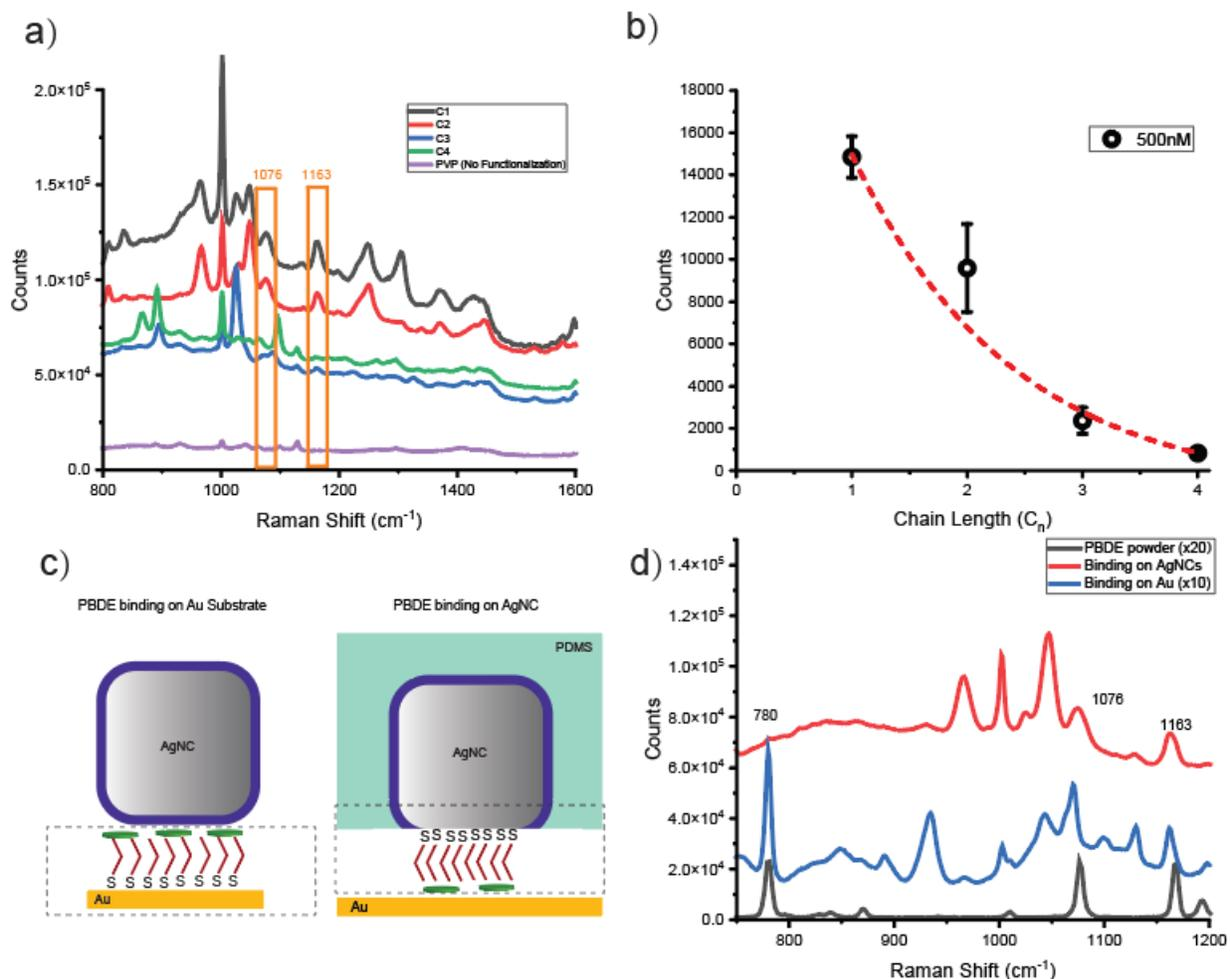 a)
2.0×10⁵
1.5×10⁵
1.0×10⁵
5.0×10⁴
0.0
Counts
C1
C2
C3
C4
PVP (No Functionalization)
1076
1163
800
1000
1200
1400
1600
Raman Shift (cm⁻¹)
b)
18000
16000
14000
12000
10000
8000
6000
4000
2000
0
Counts
500nM
0
1
2
3
4
Chain Length (Cₙ)
c)
PBDE binding on Au Substrate
AgNC
S S S S S S S S
Au
PBDE binding on AgNC
PDMS
AgNC
SS SS SS SS
Au
d)
1.4×10⁵
1.2×10⁵
1.0×10⁵
8.0×10⁴
6.0×10⁴
4.0×10⁴
2.0×10⁴
0.0
Counts
PBDE powder (x20)
Binding on AgNCs
Binding on Au (x10)
780
1076
1163
800
900
1000
1100
1200
Raman Shift (cm⁻¹)